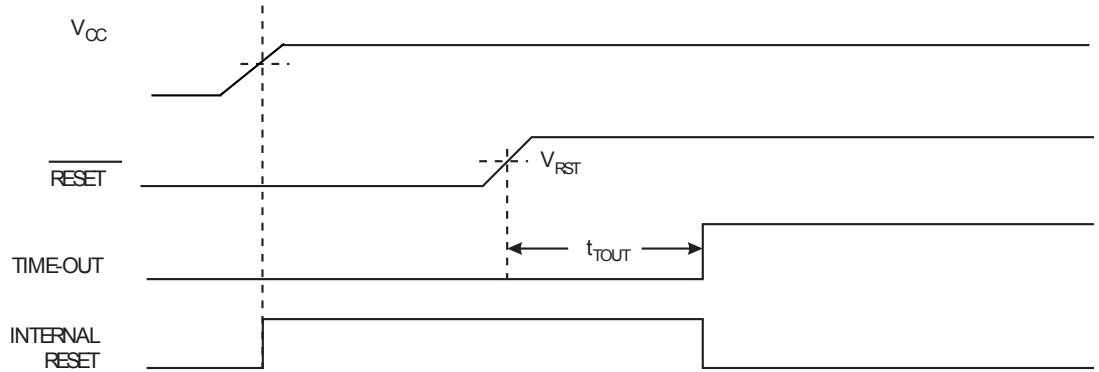 VCC
RESET
VRST
tTOUT
TIME-OUT
INTERNAL
RESET